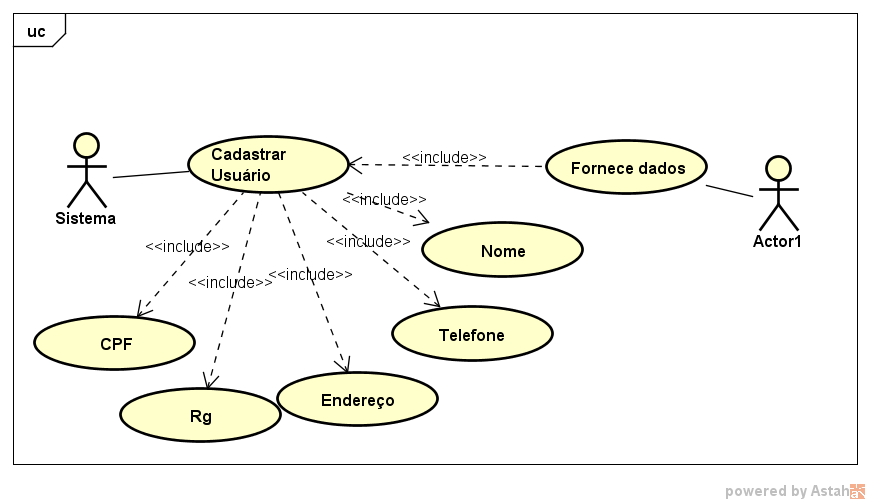 uc
Cadastrar
Usuário
<<include>>
Fornece dados
Sistema
Actor1
<<include>>
<<include>>
<<include>>
Nome
<<include>>
<<include>>
Telefone
CPF
Endereço
Rg
powered by Astah